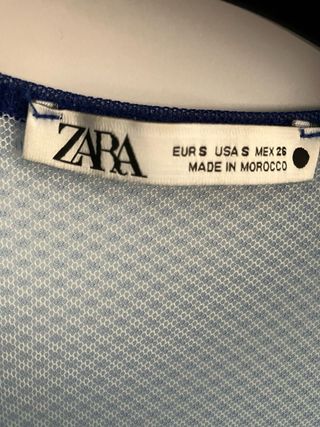 ZARA
EUR S USA S MEX 26
MADE IN MOROCCO